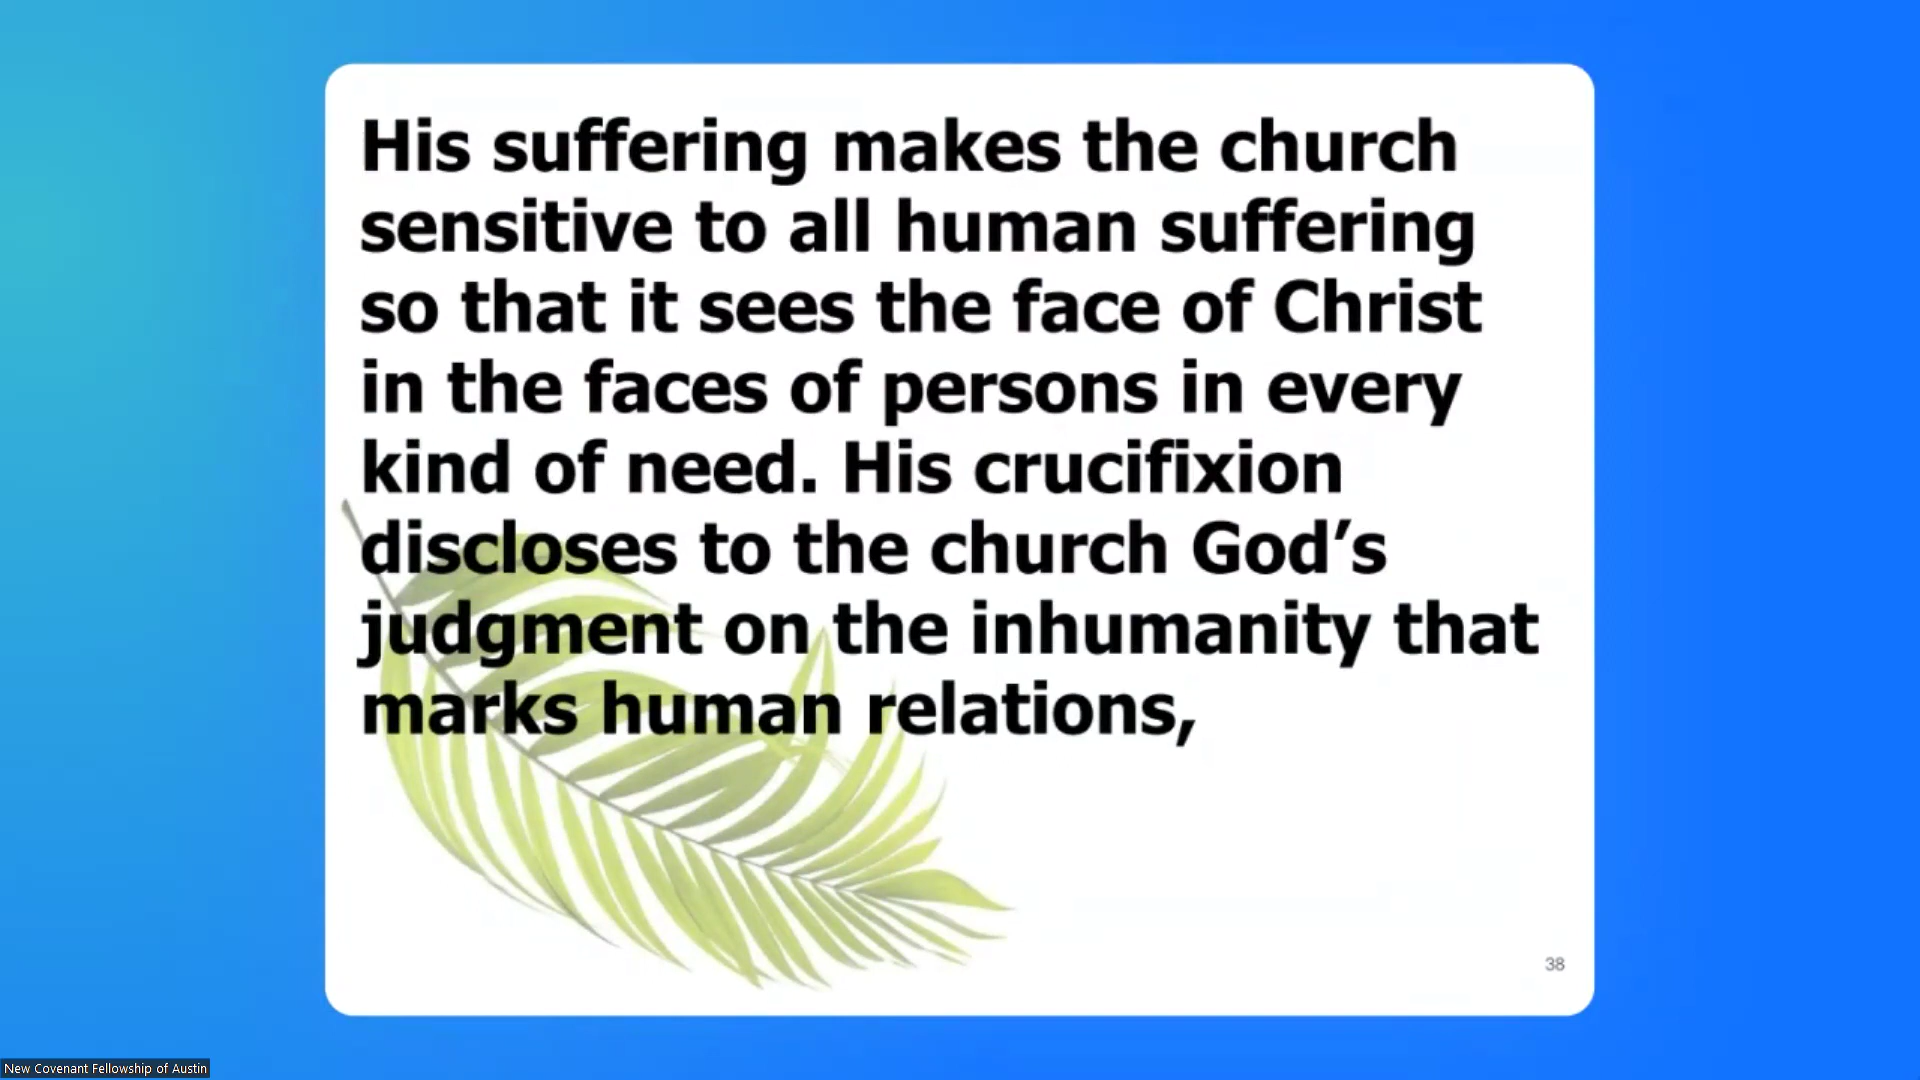 His suffering makes the church
sensitive to all human suffering
so that it sees the face of Christ
in the faces of persons in every
kind of need. His crucifixion
discloses to the church God’s
judgment on the inhumanity that
marks human relations,
38
New Covenant Fellowship of Austin